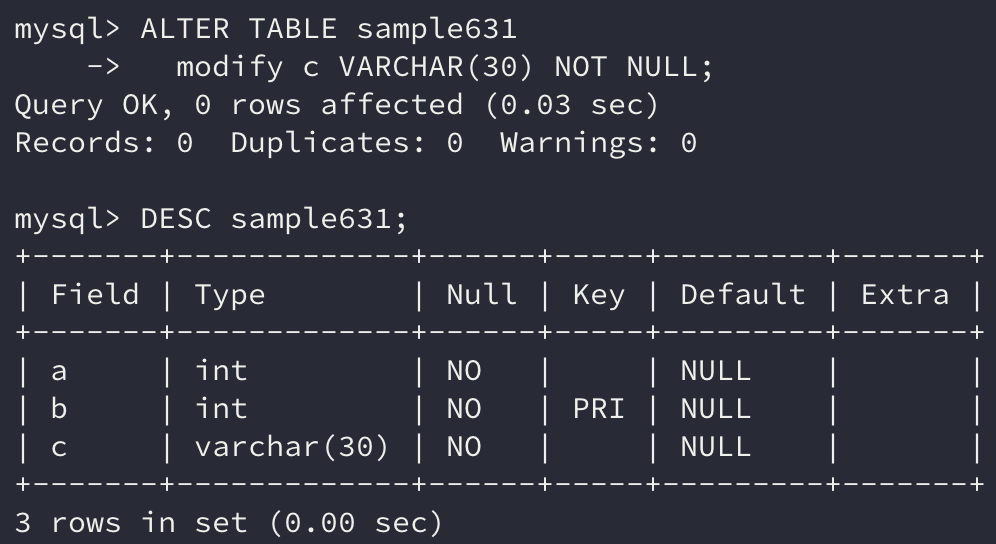 mysql> ALTER TABLE sample631
    ->   modify c VARCHAR(30) NOT NULL;
Query OK, 0 rows affected (0.03 sec)
Records: 0  Duplicates: 0  Warnings: 0

mysql> DESC sample631;
+-------+-------------+------+-----+---------+-------+
| Field | Type        | Null | Key | Default | Extra |
+-------+-------------+------+-----+---------+-------+
| a     | int         | NO   |     | NULL    |       |
| b     | int         | NO   | PRI | NULL    |       |
| c     | varchar(30) | NO   |     | NULL    |       |
+-------+-------------+------+-----+---------+-------+
3 rows in set (0.00 sec)